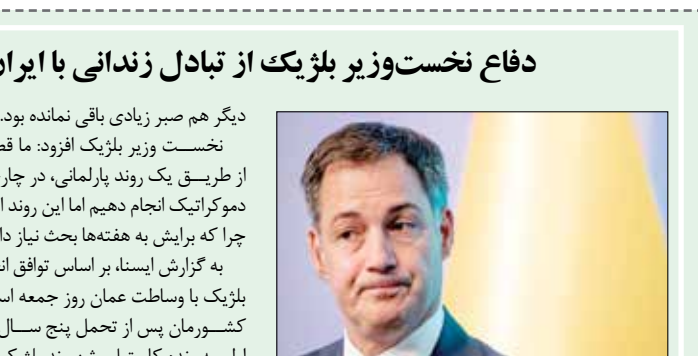 دفاع نخست‌وزیر بلژیک از تبادل زندانی با ایران
دیگر هم صبر زیادی باقی نمانده بود.
نخست وزیر بلژیک افزود: ما
از طریق یک روند پارلمانی، در
دموکراتیک انجام دهیم اما این روند
چرا که برایش به هفته‌ها بحث نیاز
به گزارش ایسنا، بر اساس توافق
بلژیک با وساطت عمان روز جمعه
کشورمان پس از تحمل پنج سال